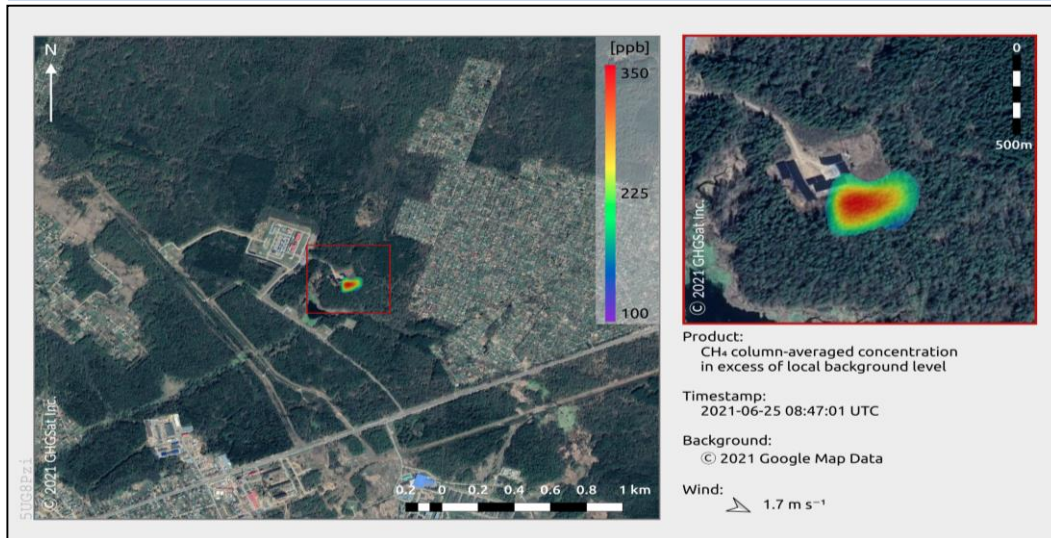 N
[ppb]
350
225
100
0.2 0 0.2 0.4 0.6 0.8 1 km
© 2021 GHGSat Inc.
5UG8Pzi
0
500m
© 2021 GHGSat Inc.
Product:
CH₄ column-averaged concentration
in excess of local background level
Timestamp:
2021-06-25 08:47:01 UTC
Background:
© 2021 Google Map Data
Wind:
1.7 m s⁻¹